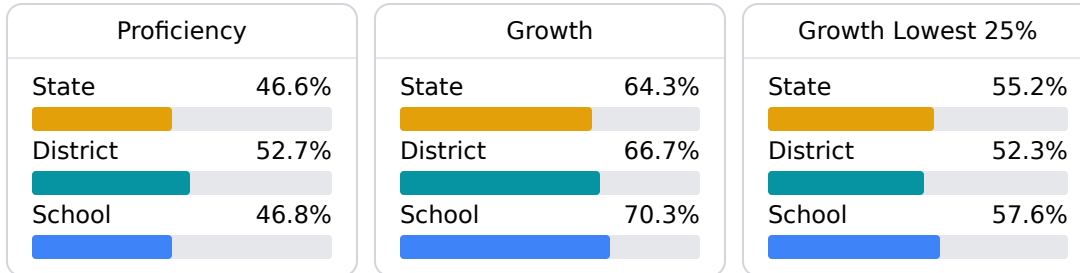 Proficiency
State 46.6%
District 52.7%
School 46.8%
Growth
State 64.3%
District 66.7%
School 70.3%
Growth Lowest 25%
State 55.2%
District 52.3%
School 57.6%